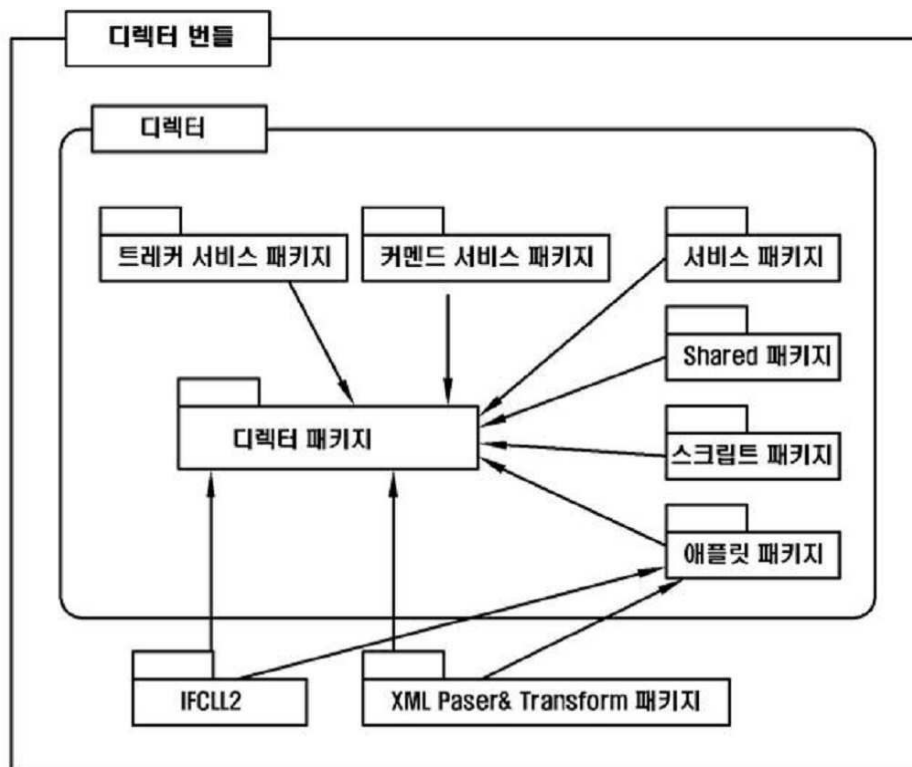 디렉터 번들
디렉터
트레커 서비스 패키지
커멘드 서비스 패키지
서비스 패키지
Shared 패키지
디렉터 패키지
스크립트 패키지
애플릿 패키지
IFCLL2
XML Paser& Transform 패키지